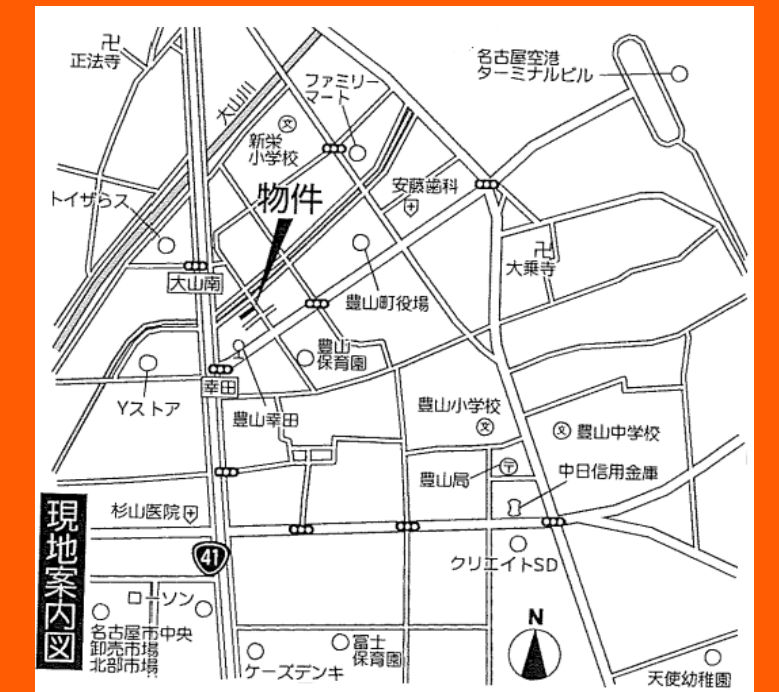 正法寺
大山川
ファミリー
マート
名古屋空港
ターミナルビル
新栄
小学校
文
安藤歯科
トイザらス
物件
大乗寺
大山南
豊山町役場
豊山
保育園
幸田
Yストア
豊山幸田
豊山小学校
文
文
豊山中学校
豊山局
〒
中日信用金庫
杉山医院
現地案内図
41
クリエイトSD
ローソン
名古屋市中央
卸売市場
北部市場
N
冨士
保育園
ケーズデンキ
天使幼稚園